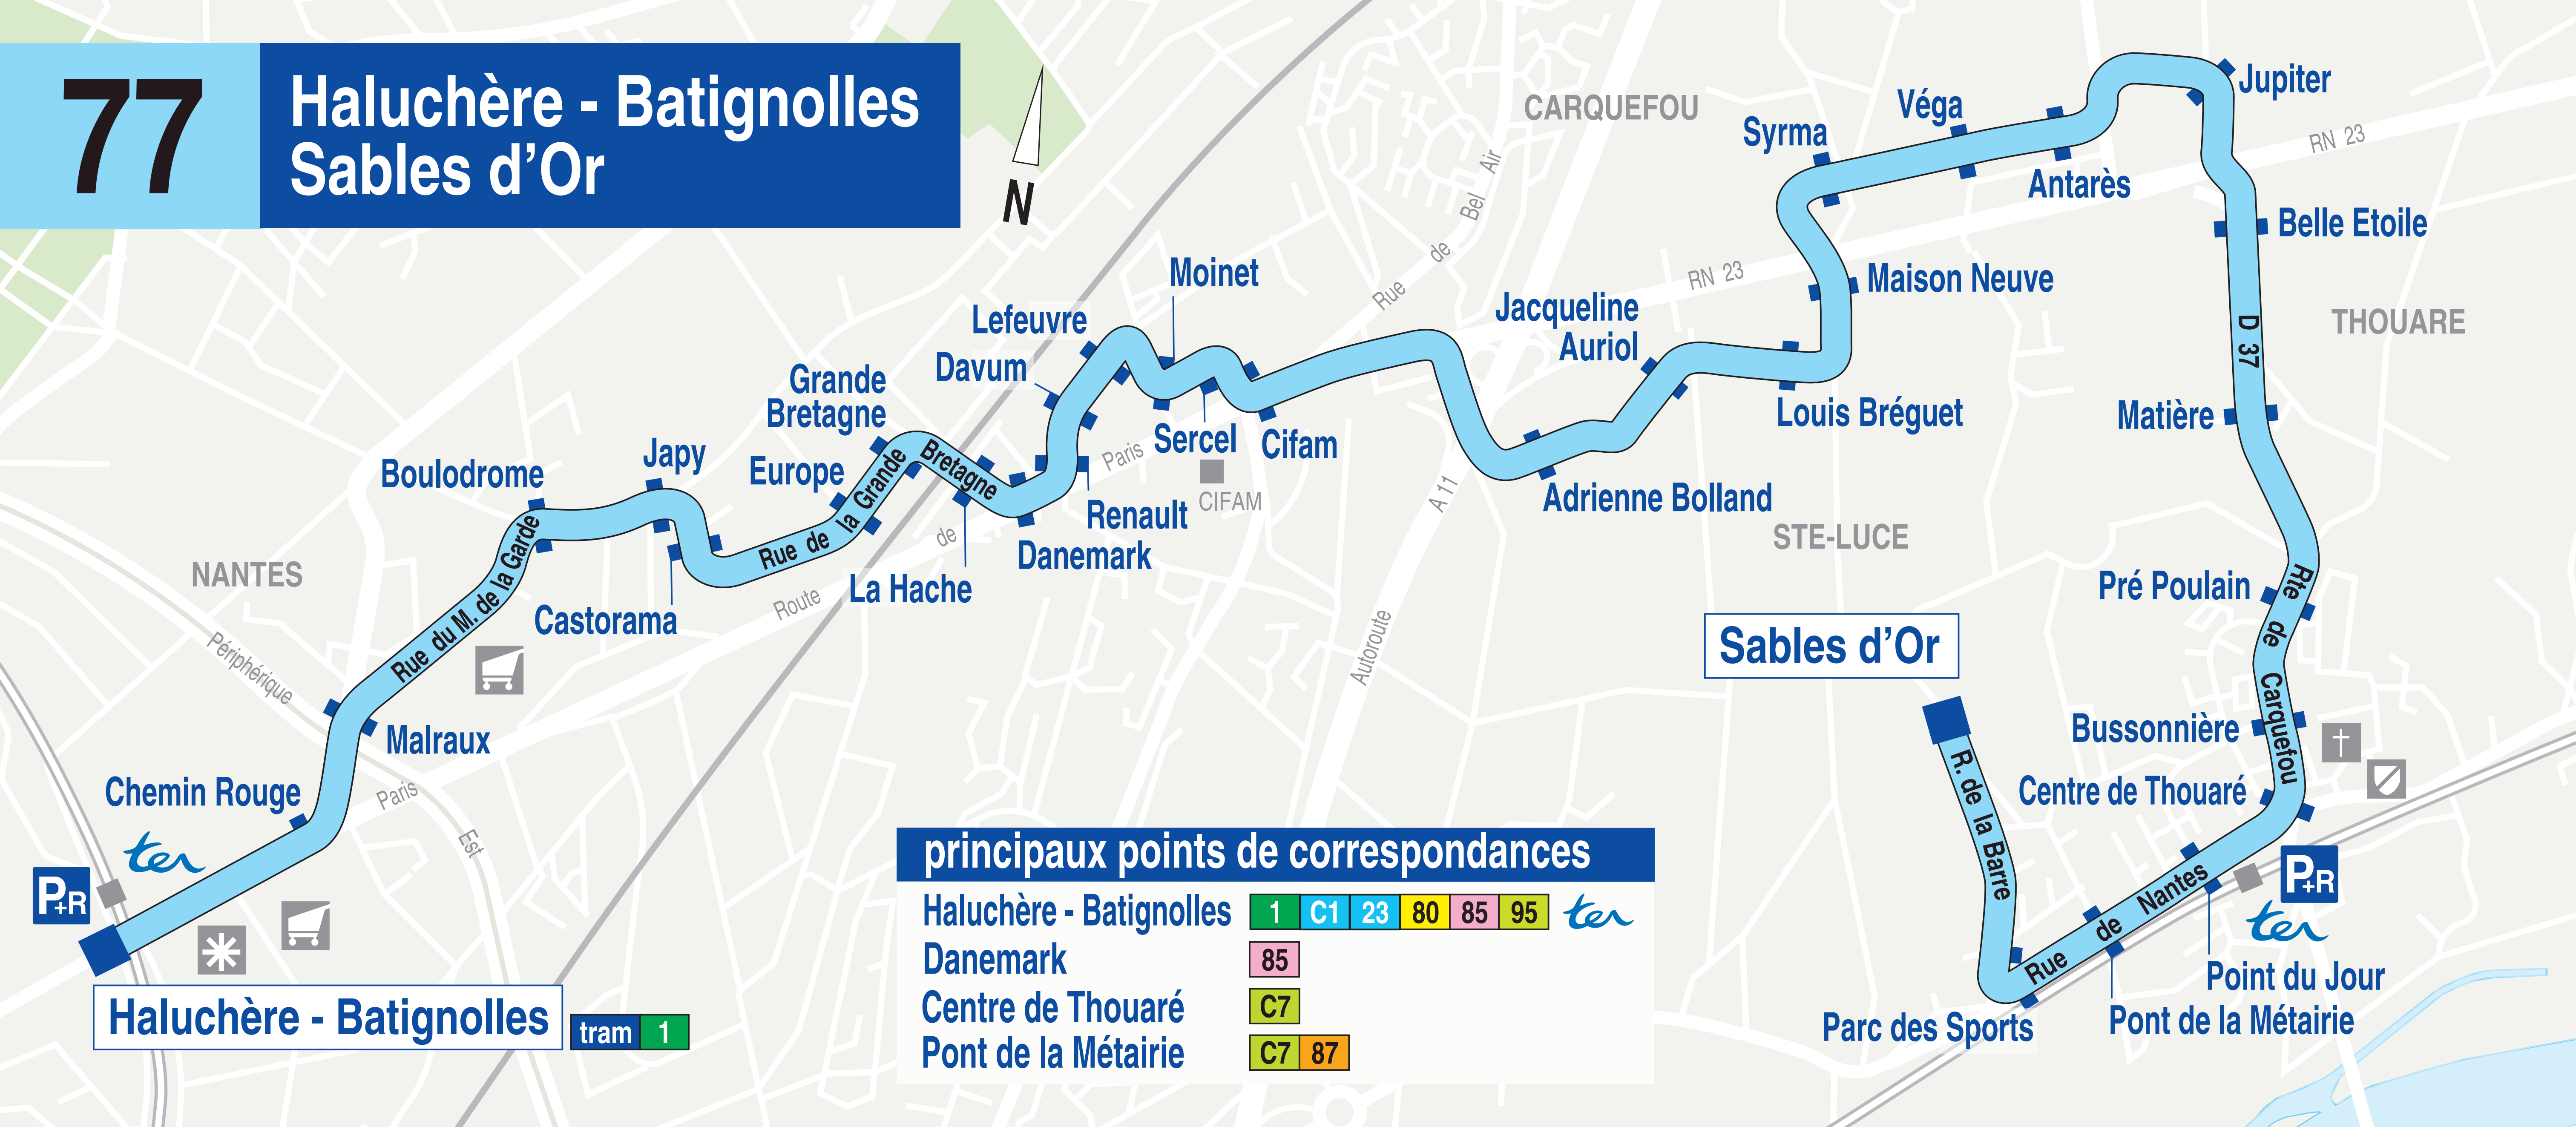 77
Haluchère - Batignolles
Sables d'Or
N
CARQUEFOU
Jupiter
Véga
Syrma
RN 23
Antarès
Rue de Bel Air
Belle Etoile
Moinet
RN 23
Maison Neuve
Lefeuvre
Jacqueline
Auriol
D 37
THOUARE
Davum
Grande
Bretagne
Louis Bréguet
Matière
Sercel
Cifam
Japy
Boulodrome
Europe
Rue de la Grande Bretagne
Paris
CIFAM
A 11
Adrienne Bolland
Renault
Danemark
de
STE-LUCE
NANTES
Rue du M. de la Garde
La Hache
Route
Castorama
Pré Poulain
Rte de Carquefou
Périphérique
Autoroute
Sables d'Or
Malraux
Bussonnière
Chemin Rouge
Paris
Est
R. de la Barre
Centre de Thouaré
ter
P+R
principaux points de correspondances
Haluchère - Batignolles 1 C1 23 80 85 95 ter
Danemark 85
Centre de Thouaré C7
Pont de la Métairie C7 87
Rue de Nantes
P+R
ter
Point du Jour
Pont de la Métairie
Parc des Sports
Haluchère - Batignolles tram 1